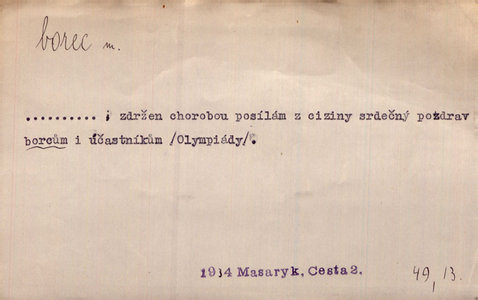 borec m.
.......... ; zdržen chorobou posílám z ciziny srdečný pozdrav
borcům i účastníkům /Olympiády/.
1934 Masaryk, Cesta 2.
49, 13.